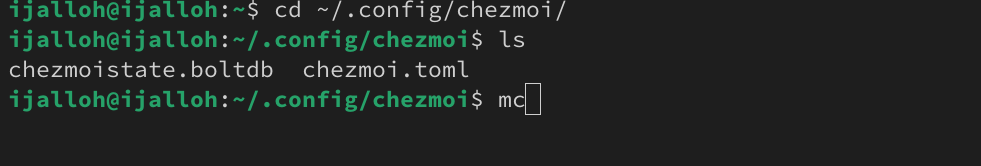 ijalloh@ijalloh:~$ cd ~/.config/chezmoi/
ijalloh@ijalloh:~/.config/chezmoi$ ls
chezmoistate.boltdb  chezmoi.toml
ijalloh@ijalloh:~/.config/chezmoi$ mc